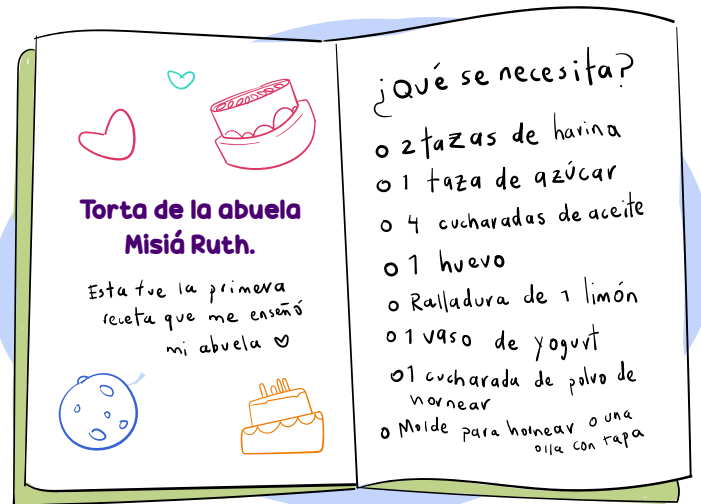 Torta de la abuela
Misiá Ruth.
Esta fue la primera
receta que me enseñó
mi abuela
¿Qué se necesita?
2 tazas de harina
1 taza de azúcar
4 cucharadas de aceite
1 huevo
Ralladura de 1 limón
1 vaso de yogurt
1 cucharada de polvo de
hornear
Molde para hornear o una
olla con tapa